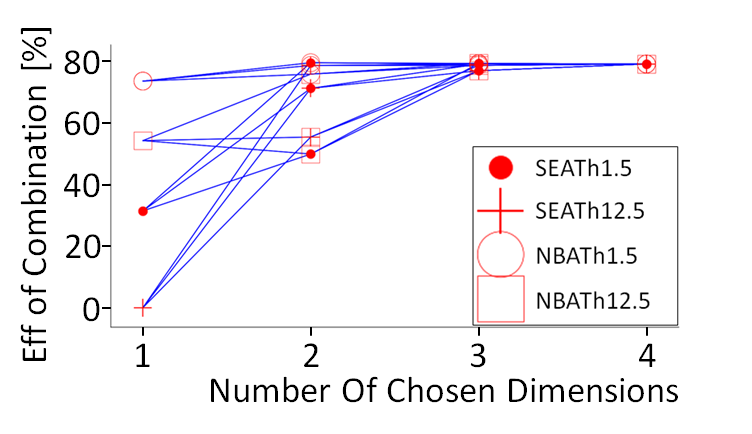 Eff of Combination [%]
80
60
40
20
0
1 2 3 4
Number Of Chosen Dimensions
SEATh1.5
SEATh12.5
NBATh1.5
NBATh12.5